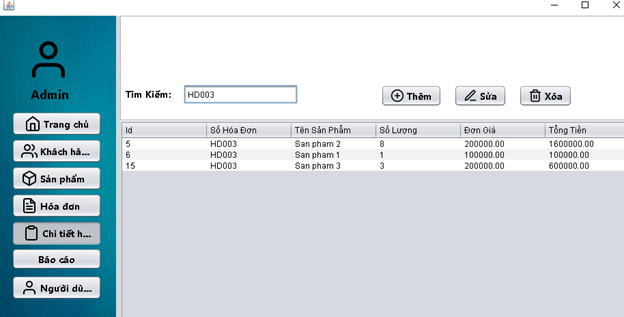 Admin
Trang chủ
Khách hà...
Sản phẩm
Hóa đơn
Chi tiết h...
Báo cáo
Người dù...
Tìm Kiếm: HD003 Thêm Sửa Xóa
Id Số Hóa Đơn Tên Sản Phẩm Số Lượng Đơn Giá Tổng Tiền
5 HD003 San pham 2 8 200000.00 1600000.00
6 HD003 San pham 1 1 100000.00 100000.00
15 HD003 San pham 3 3 200000.00 600000.00